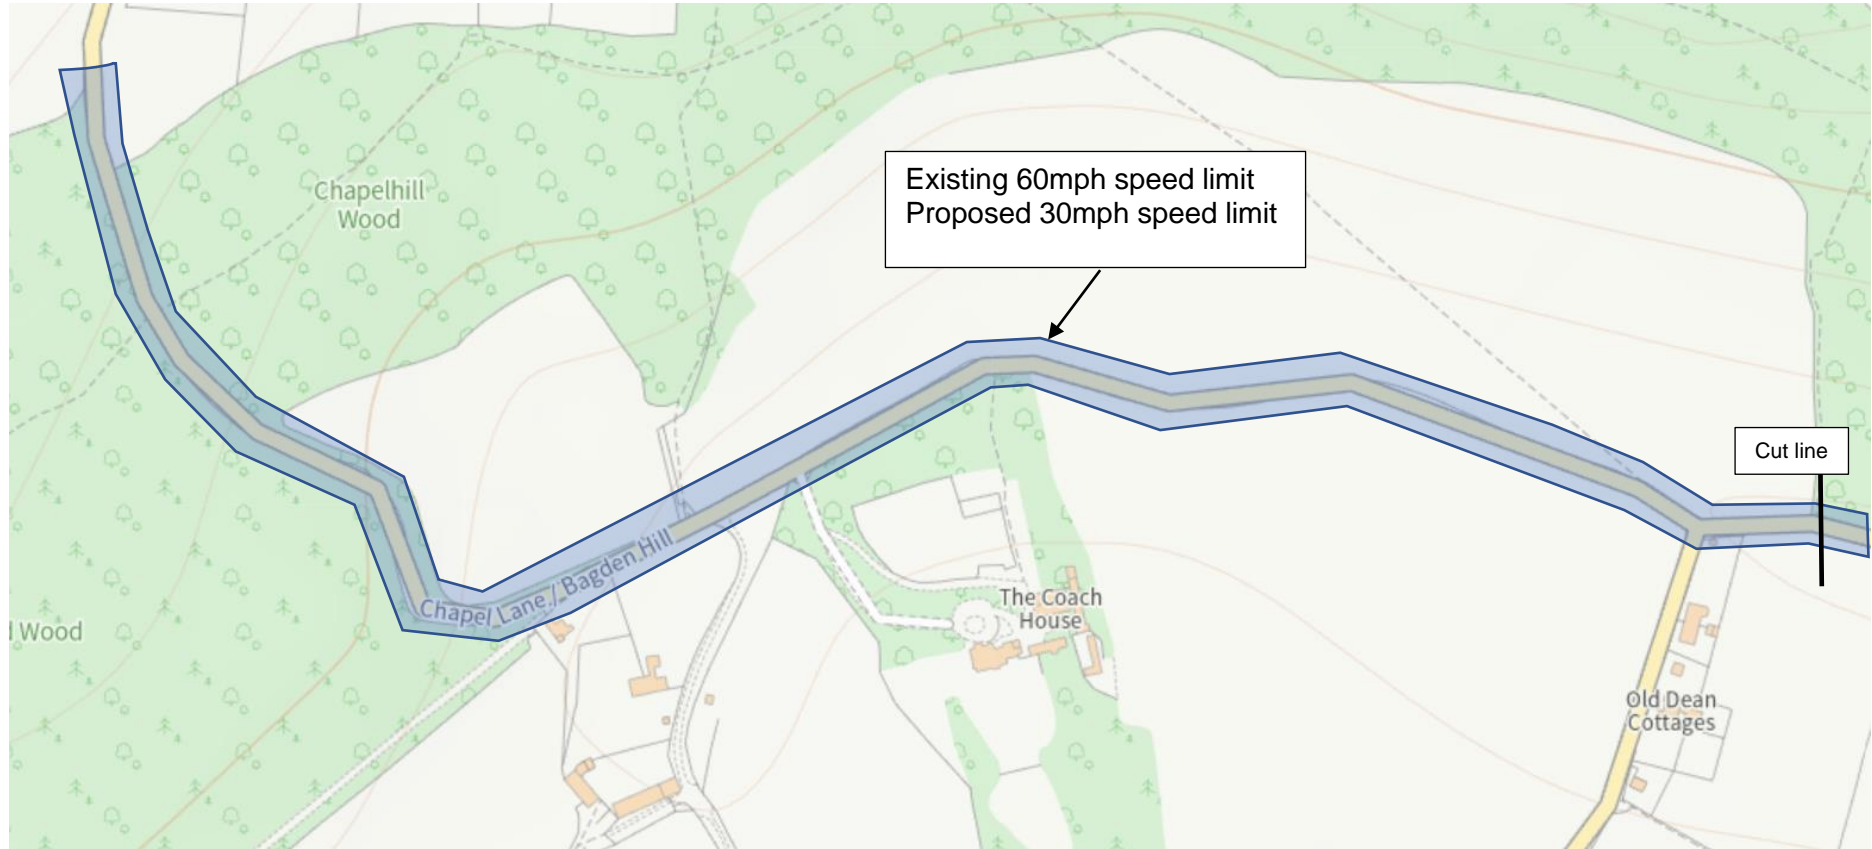 Chapelhill
Wood
Existing 60mph speed limit
Proposed 30mph speed limit
Cut line
Chapel Lane / Bagden Hill
The Coach
House
Wood
Old Dean
Cottages